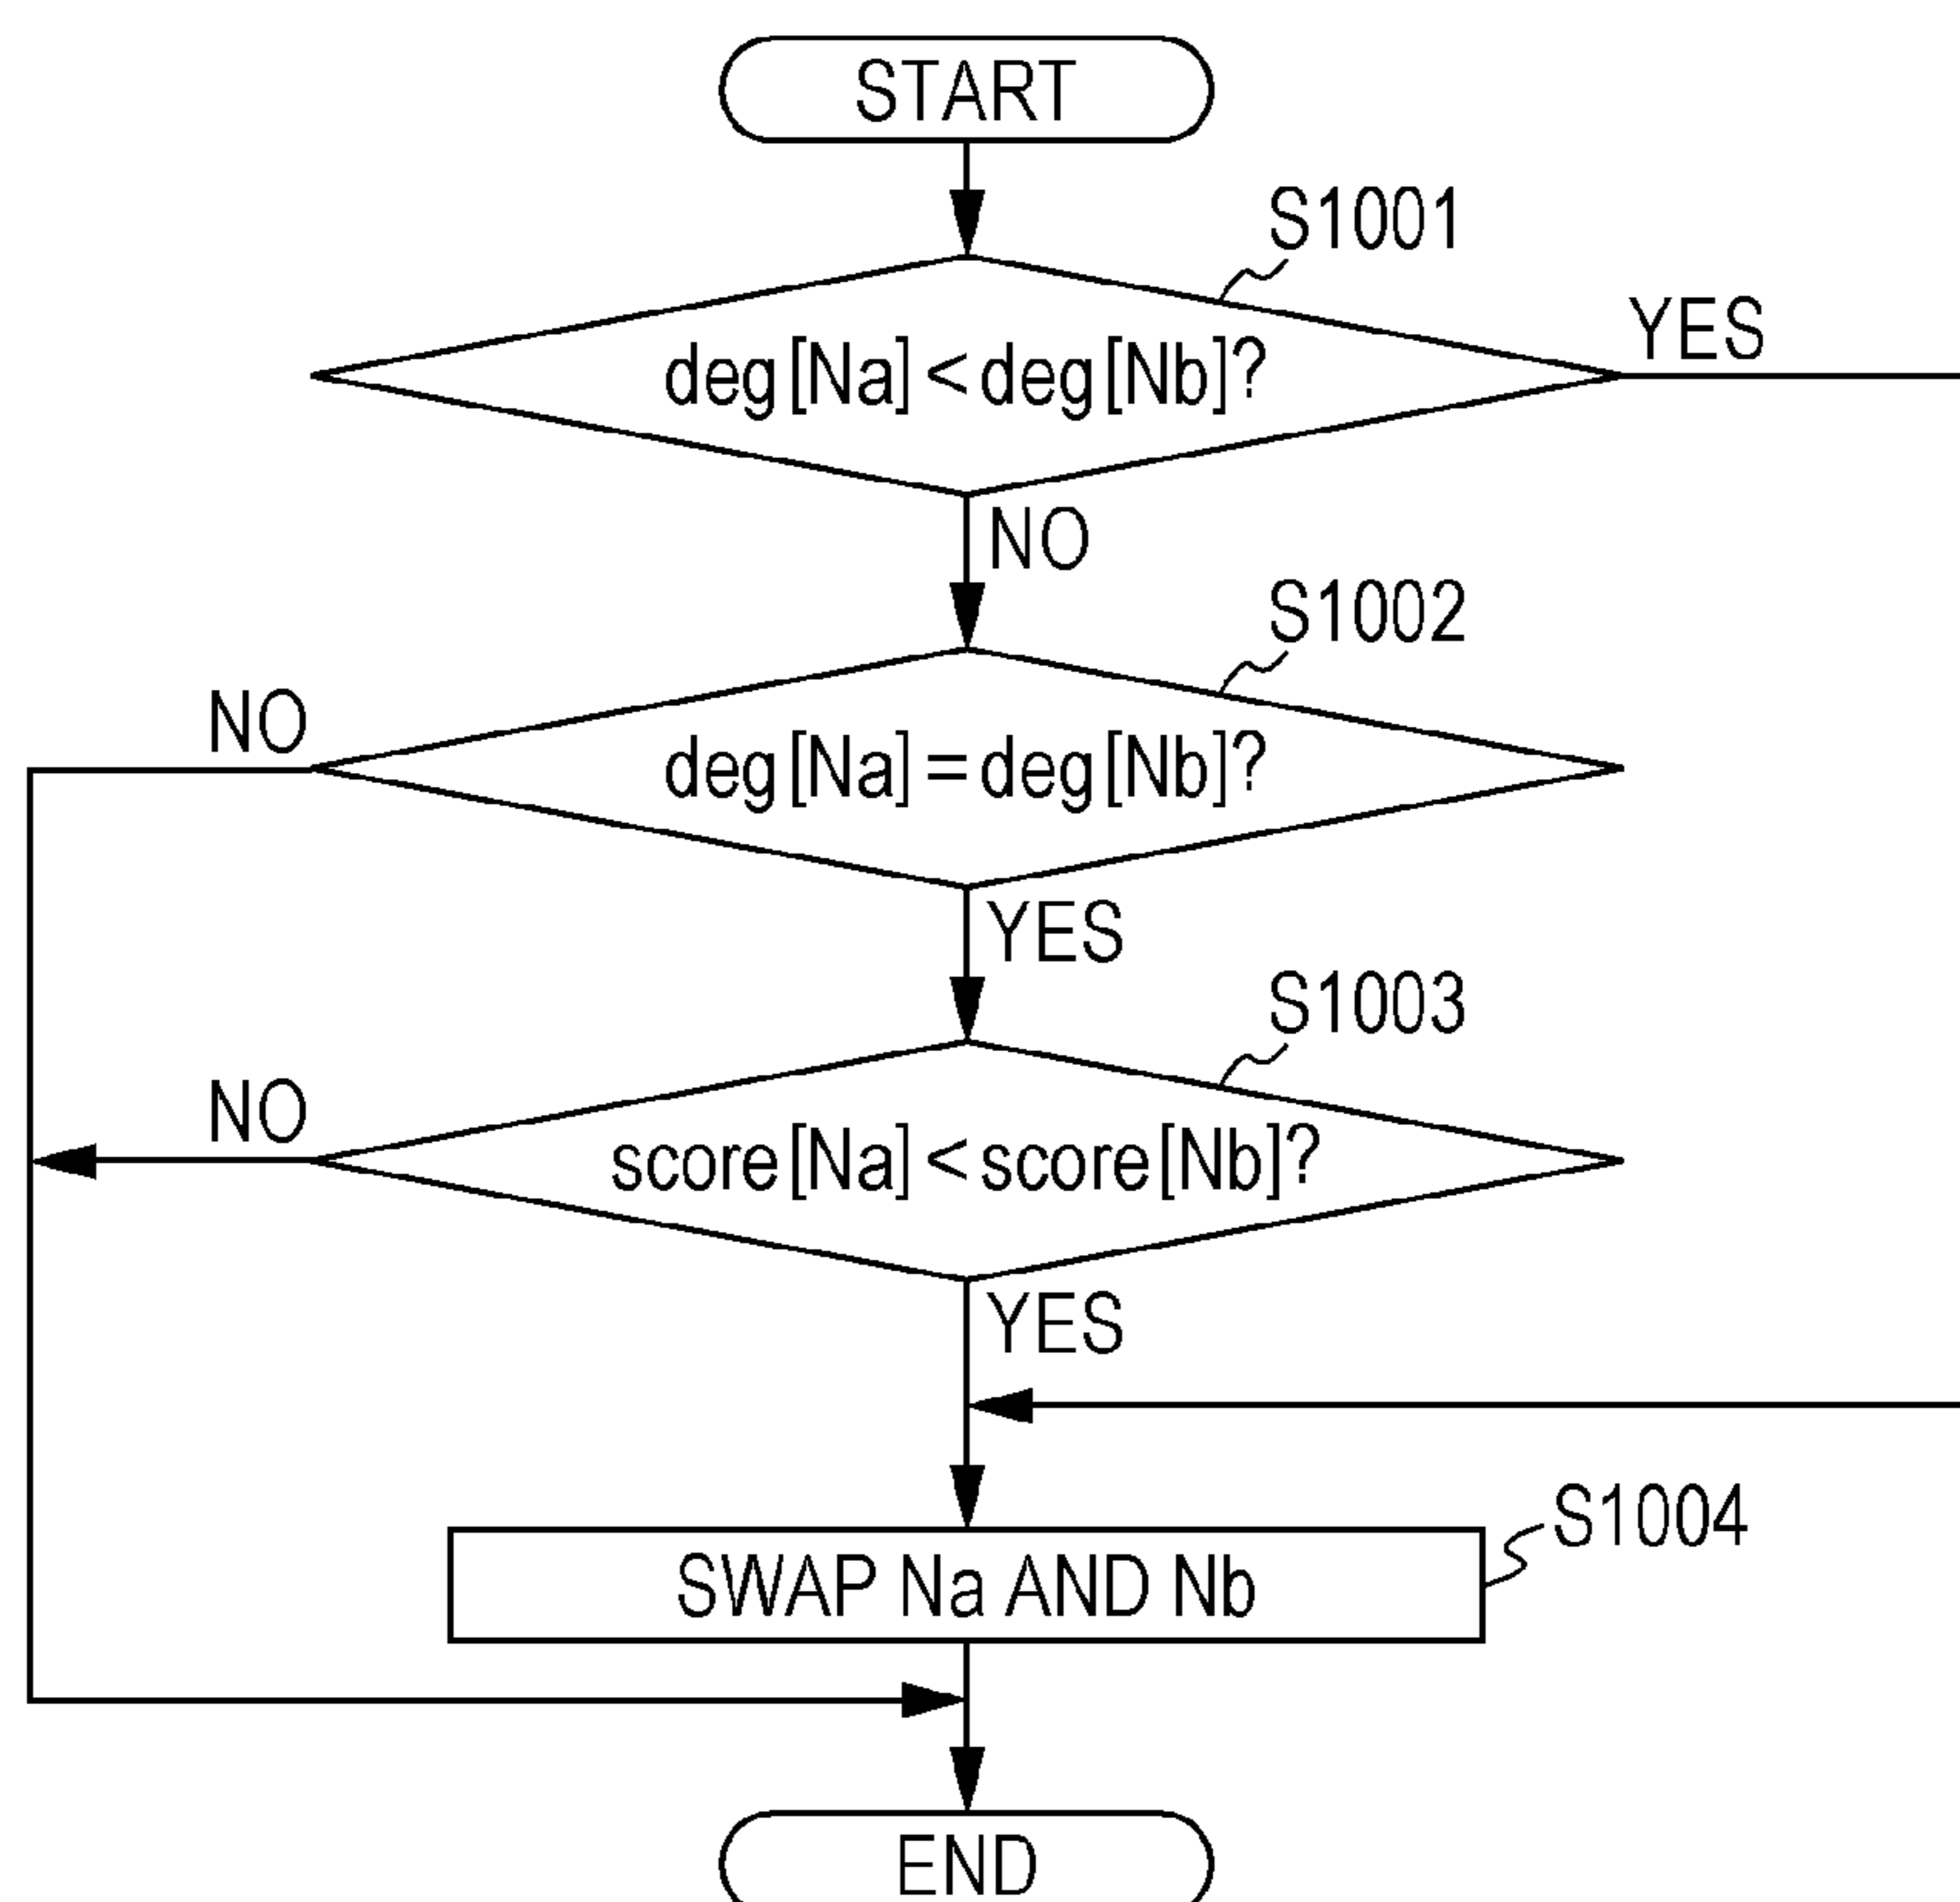 START
S1001
deg[Na]<deg[Nb]?
YES
NO
S1002
NO
deg[Na]=deg[Nb]?
YES
S1003
NO
score[Na]<score[Nb]?
YES
S1004
SWAP Na AND Nb
END